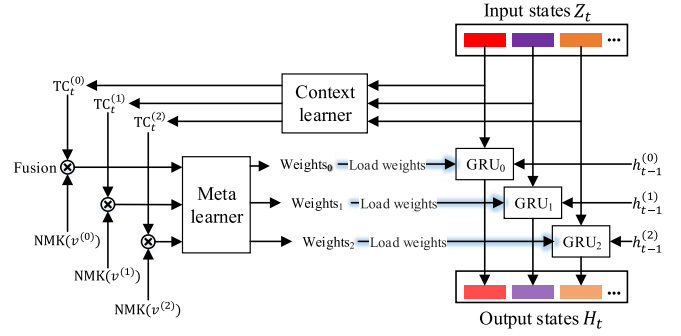 Input states Z_t
...
TC_t^(0)
TC_t^(1)
TC_t^(2)
Context
learner
Fusion
Meta
learner
Weights_0
Load weights
GRU_0
h_{t-1}^(0)
Weights_1
Load weights
GRU_1
h_{t-1}^(1)
Weights_2
Load weights
GRU_2
h_{t-1}^(2)
NMK(v^(0))
NMK(v^(1))
NMK(v^(2))
...
Output states H_t